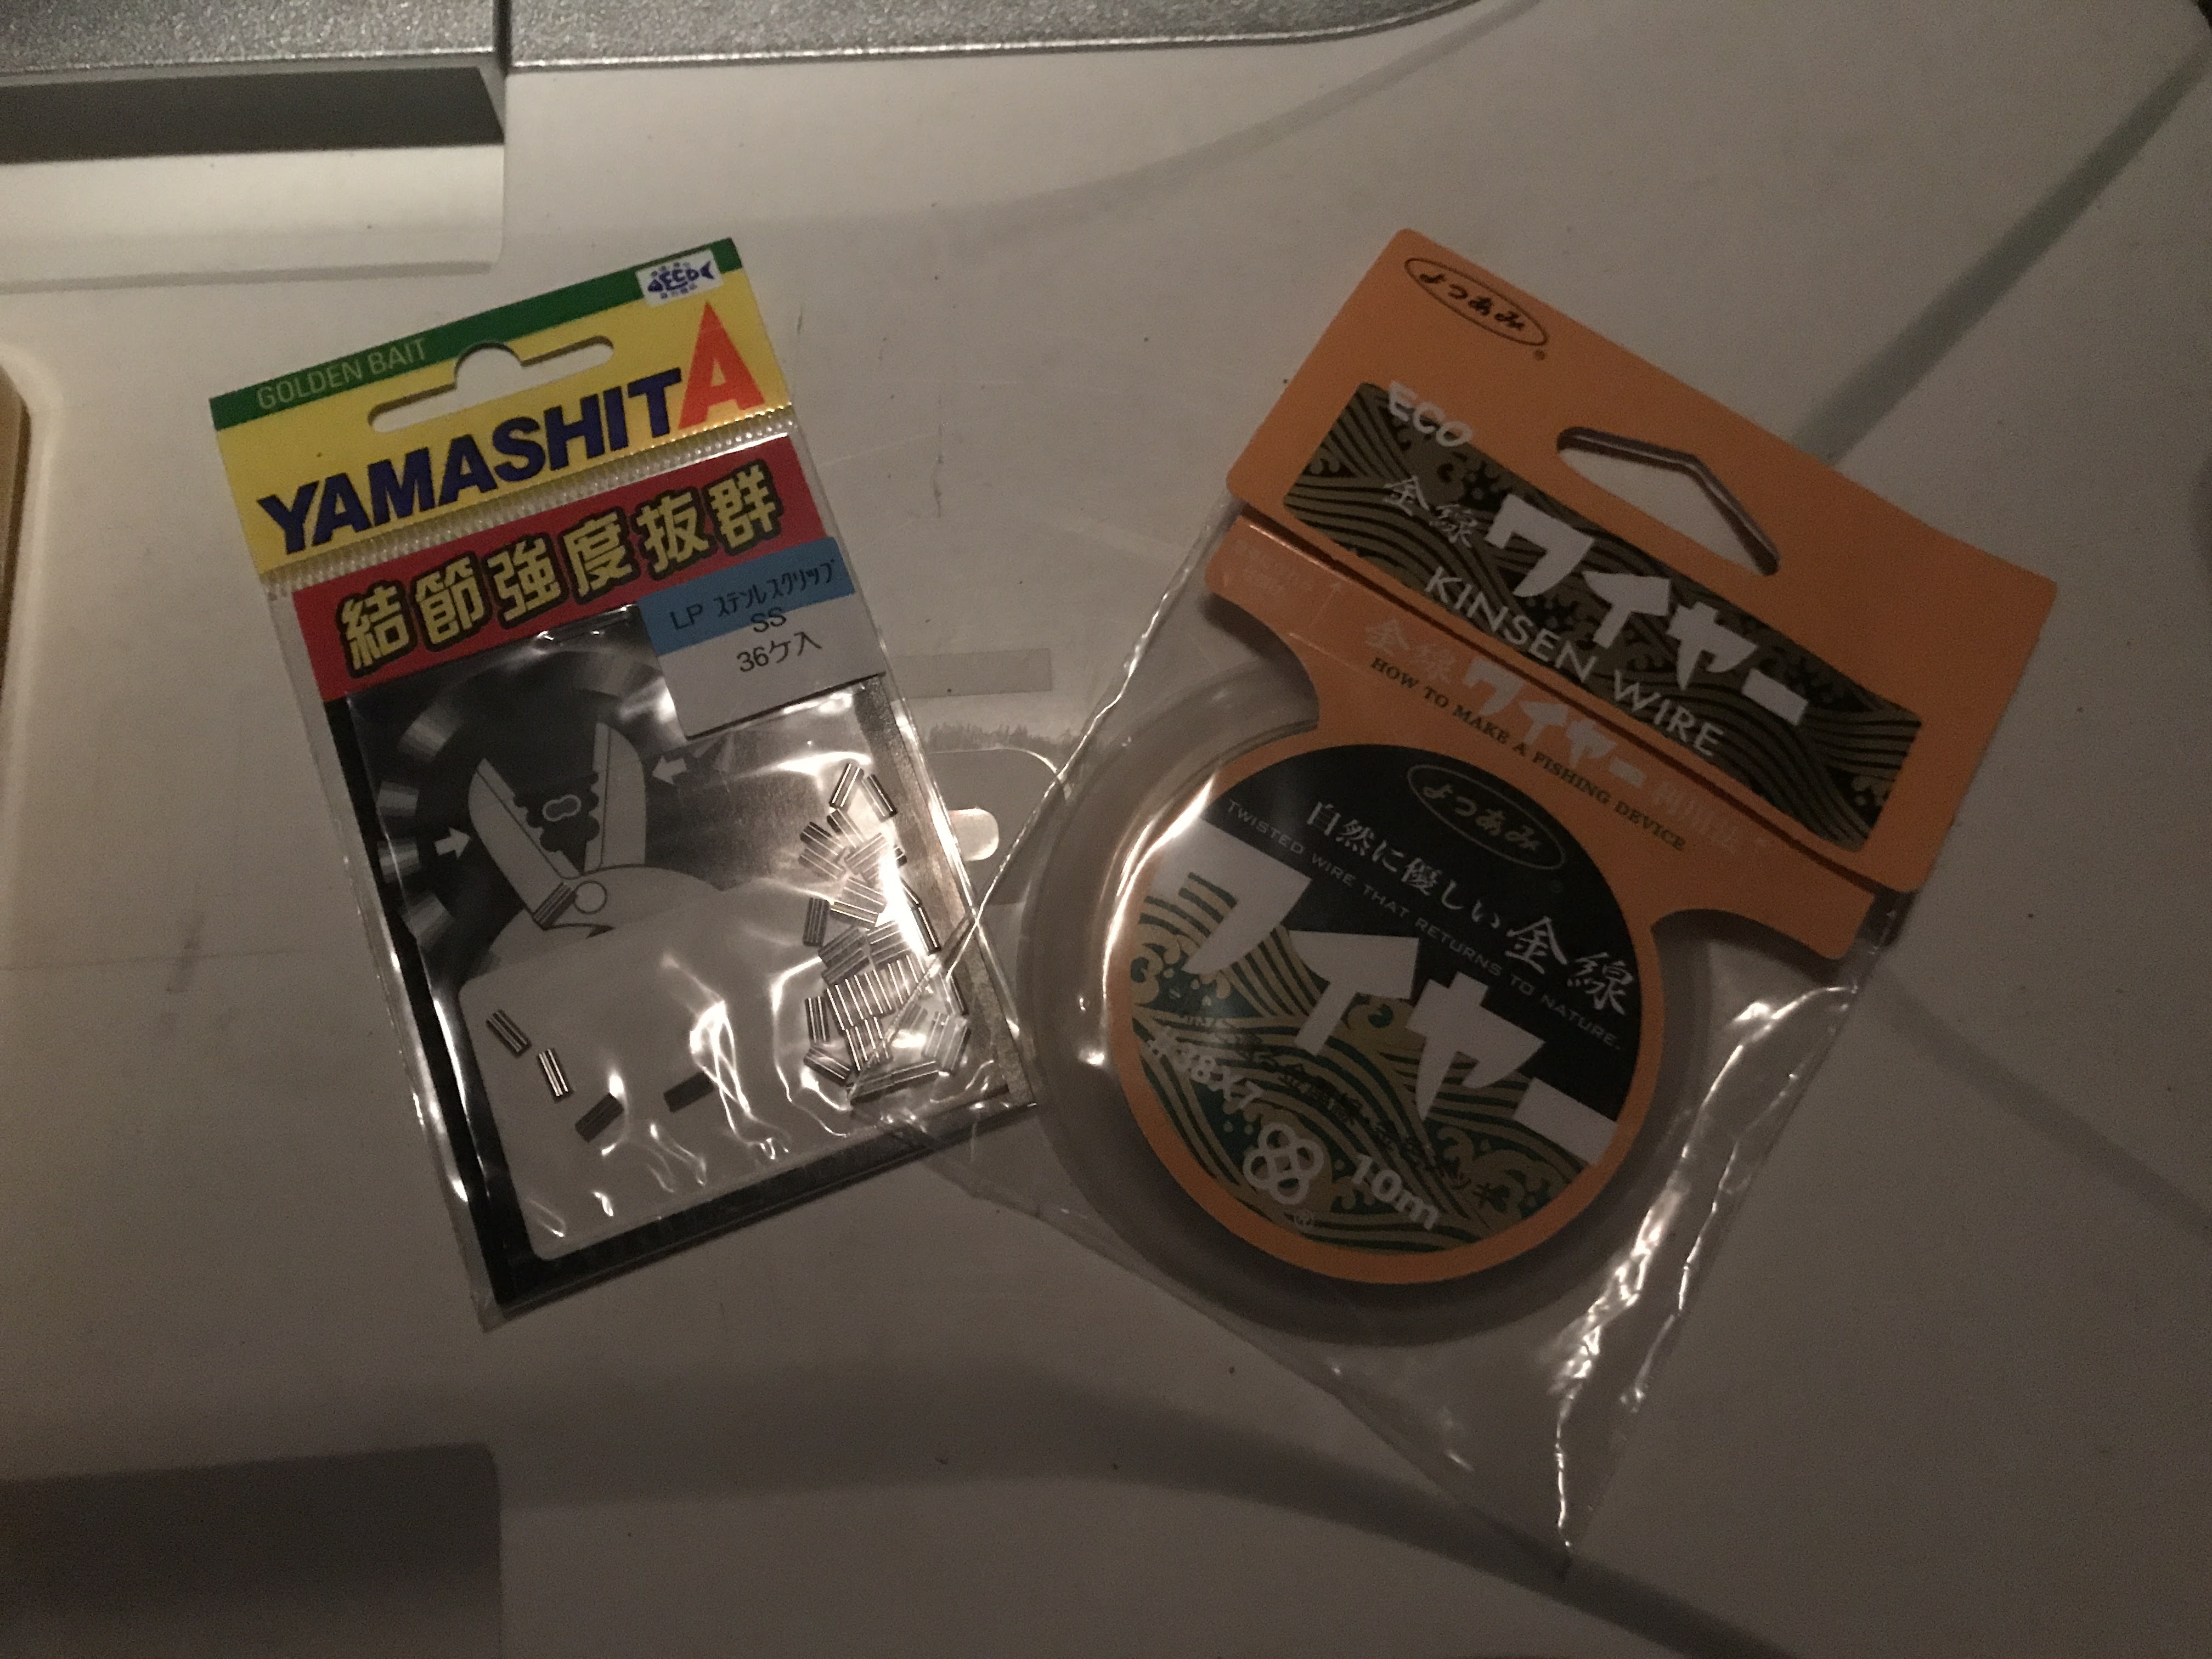 GOLDEN BAIT
ECO
YAMASHITA
結節強度抜群
LP ステンレスクリップ
SS
36ケ入
よつあみ
ECO
金線ワイヤー
KINSEN WIRE
金線ワイヤー
HOW TO MAKE A FISHING DEVICE
よつあみ
自然に優しい金線
TWISTED WIRE THAT RETURNS TO NATURE.
ワイヤー
10m